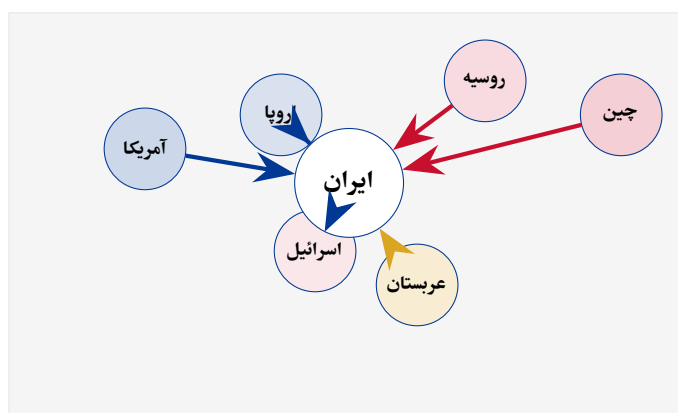 روسیه
چین
اروپا
آمریکا
ایران
اسرائیل
عربستان